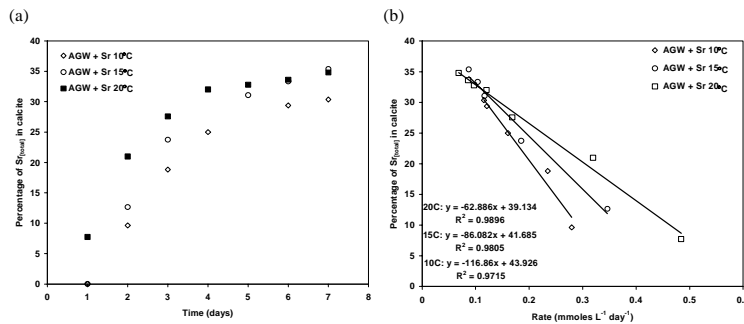 (a)
40
35
30
25
20
15
10
5
0
Percentage of Sr[total] in calcite
AGW + Sr 10°C
AGW + Sr 15°C
AGW + Sr 20°C
0 1 2 3 4 5 6 7 8
Time (days)
(b)
40
35
30
25
20
15
10
5
0
Percentage of Sr[total] in calcite
AGW + Sr 10°C
AGW + Sr 15°C
AGW + Sr 20°C
20C: y = -62.886x + 39.134
R² = 0.9896
15C: y = -86.082x + 41.685
R² = 0.9805
10C: y = -116.86x + 43.926
R² = 0.9715
0 0.1 0.2 0.3 0.4 0.5
Rate (mmoles L⁻¹ day⁻¹)